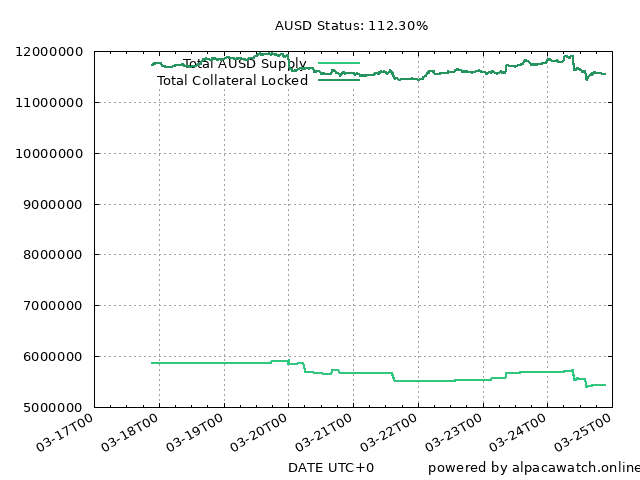 AUSD Status: 112.30%
12000000
11000000
10000000
9000000
8000000
7000000
6000000
5000000
Total AUSD Supply
Total Collateral Locked
03-17T00
03-18T00
03-19T00
03-20T00
03-21T00
03-22T00
03-23T00
03-24T00
03-25T00
DATE UTC+0
powered by alpacawatch.online